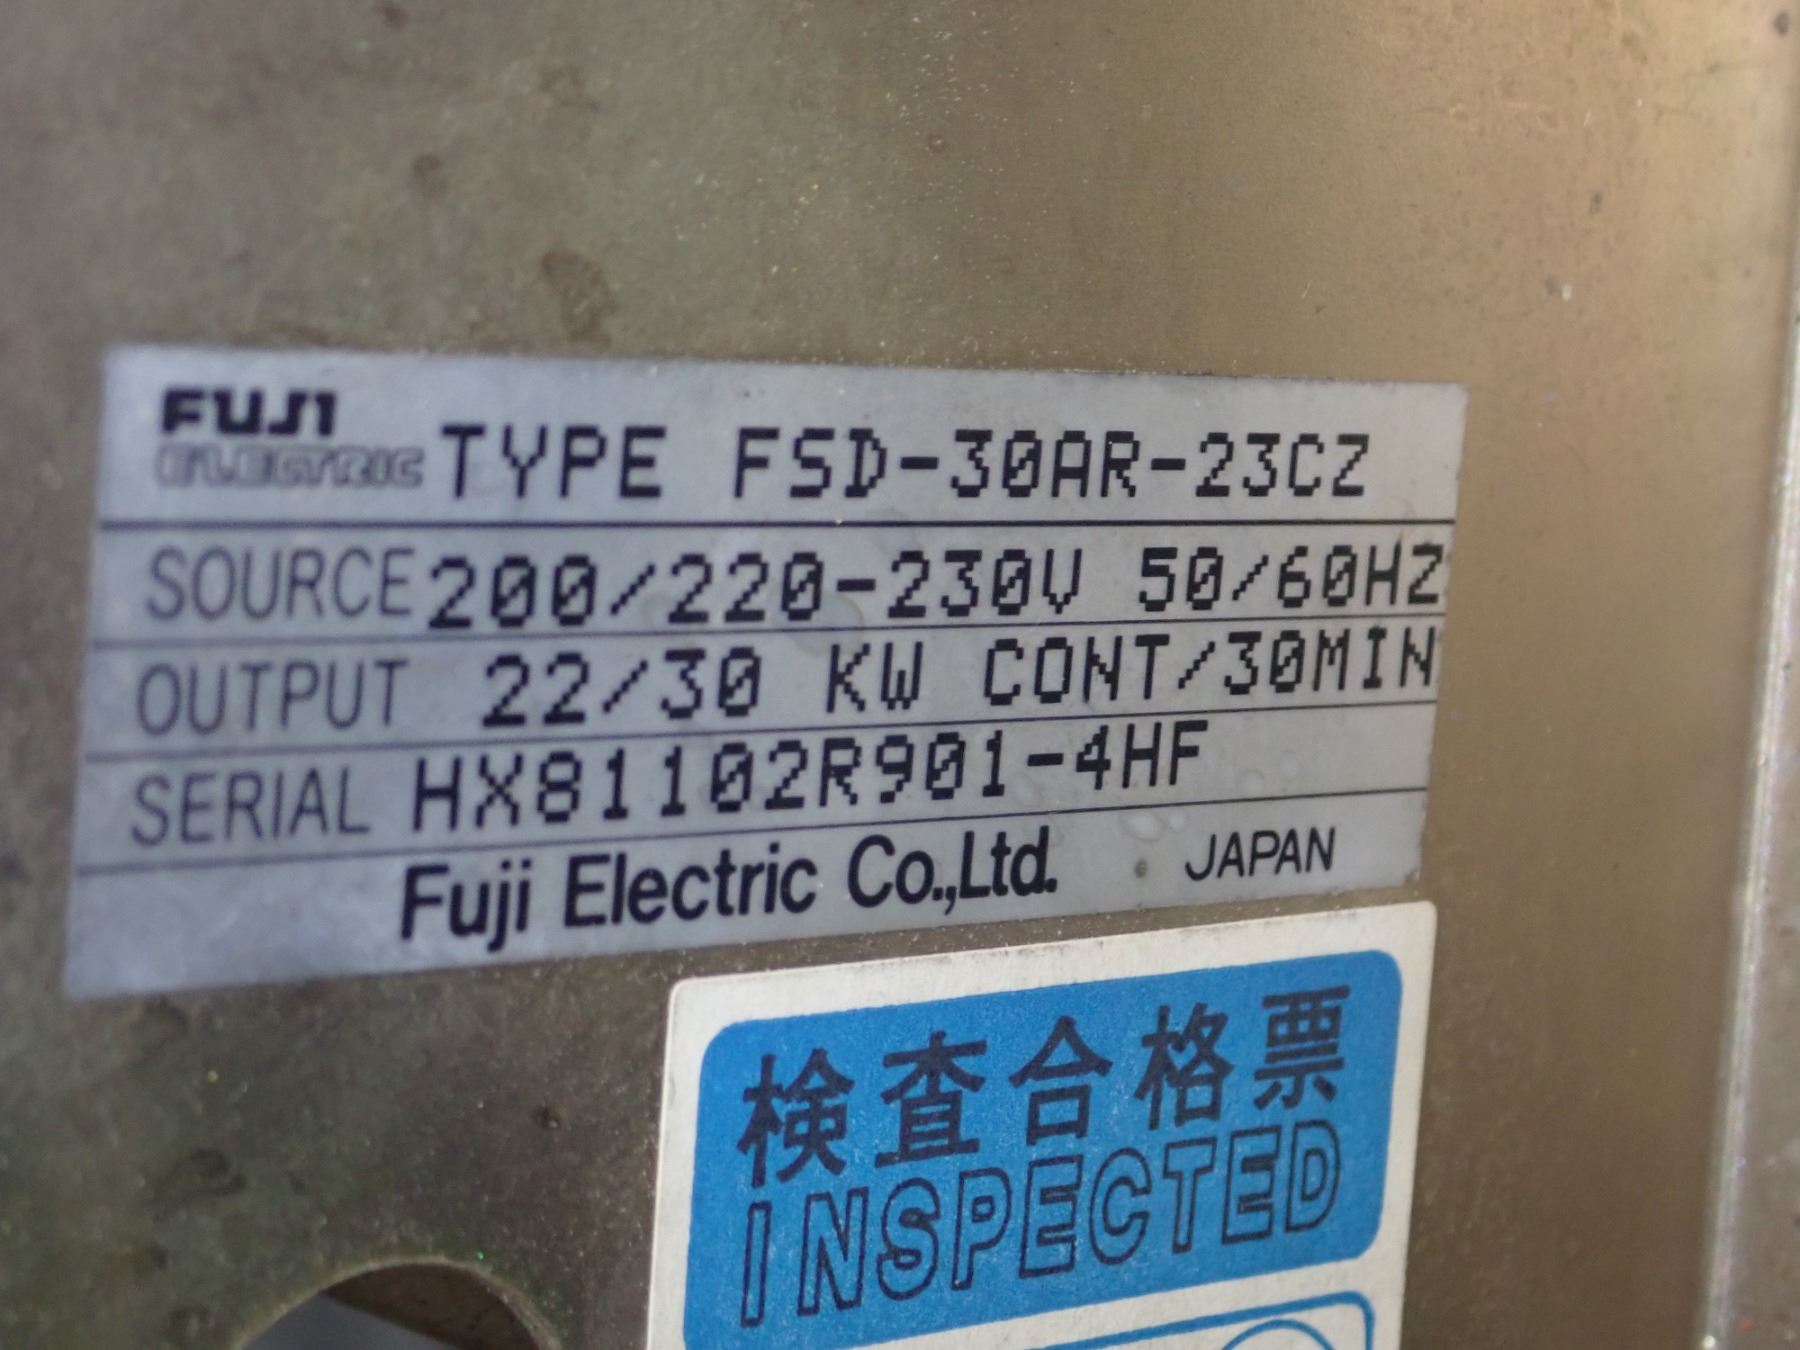 FUJI
ELECTRIC TYPE FSD-30AR-23CZ
SOURCE 200/220-230V 50/60HZ
OUTPUT 22/30 KW CONT/30MIN
SERIAL HX81102R901-4HF
Fuji Electric Co.,Ltd. JAPAN
検査合格票
INSPECTED